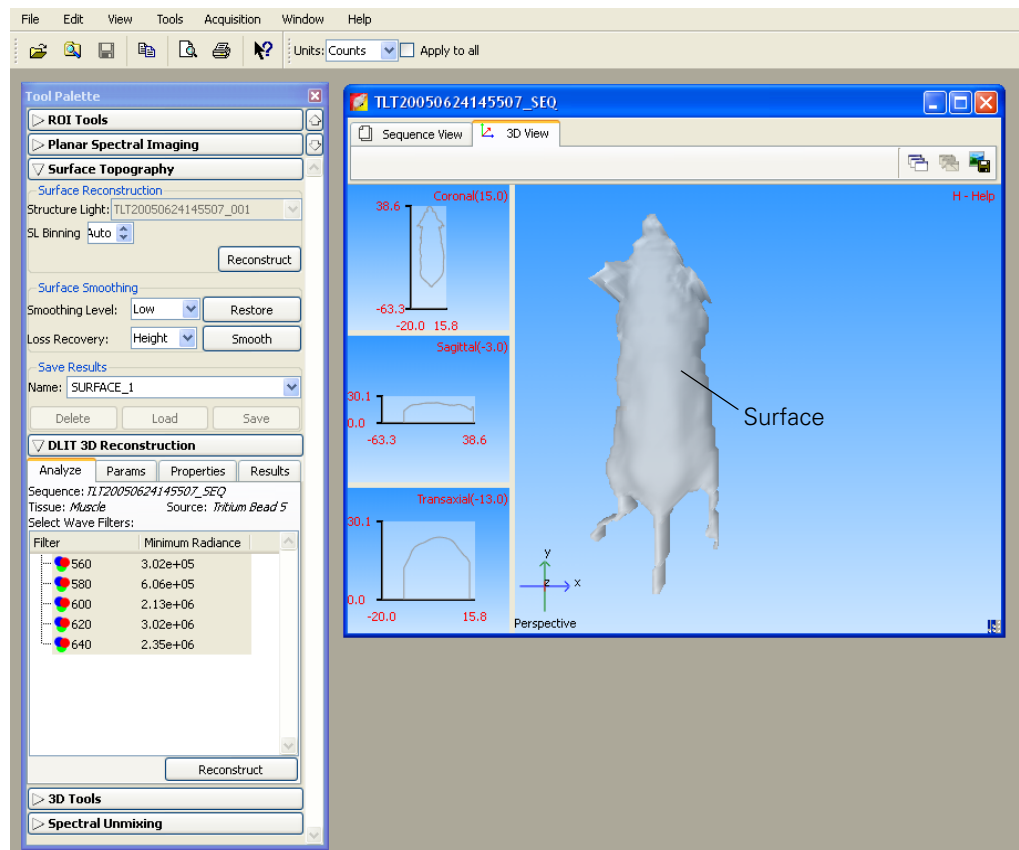 File Edit View Tools Acquisition Window Help
Units: Counts Apply to all
Tool Palette
ROI Tools
Planar Spectral Imaging
Surface Topography
Surface Reconstruction
Structure Light: TLT20050624145507_001
SL Binning Auto
Reconstruct
Surface Smoothing
Smoothing Level: Low Restore
Loss Recovery: Height Smooth
Save Results
Name: SURFACE_1
Delete Load Save
DLIT 3D Reconstruction
Analyze Params Properties Results
Sequence: TLT20050624145507_SEQ
Tissue: Muscle Source: Tritium Bead 5
Select Wave Filters:
Filter Minimum Radiance
560 3.02e+05
580 6.06e+05
600 2.13e+06
620 3.02e+06
640 2.35e+06
Reconstruct
3D Tools
Spectral Unmixing
TLT20050624145507_SEQ
Sequence View 3D View
Coronal(15.0)
38.6
-63.3
-20.0 15.8
Sagittal(-3.0)
30.1
0.0
-63.3 38.6
Transaxial(-13.0)
30.1
0.0
-20.0 15.8
H - Help
Surface
y
z x
Perspective